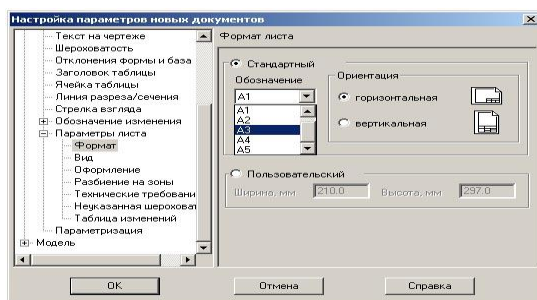 Настройка параметров новых документов
Текст на чертеже
Шероховатость
Отклонения формы и база
Заголовок таблицы
Ячейка таблицы
Линия разреза/сечения
Стрелка взгляда
Обозначение изменения
Параметры листа
Формат
Вид
Оформление
Разбиение на зоны
Технические требовани
Неуказанная шероховат
Таблица изменений
Параметризация
Модель
Формат листа
Стандартный
Обозначение
A1
A1
A2
A3
A4
A5
Ориентация
горизонтальная
вертикальная
Пользовательский
Ширина, мм 210.0 Высота, мм 297.0
OK Отмена Справка